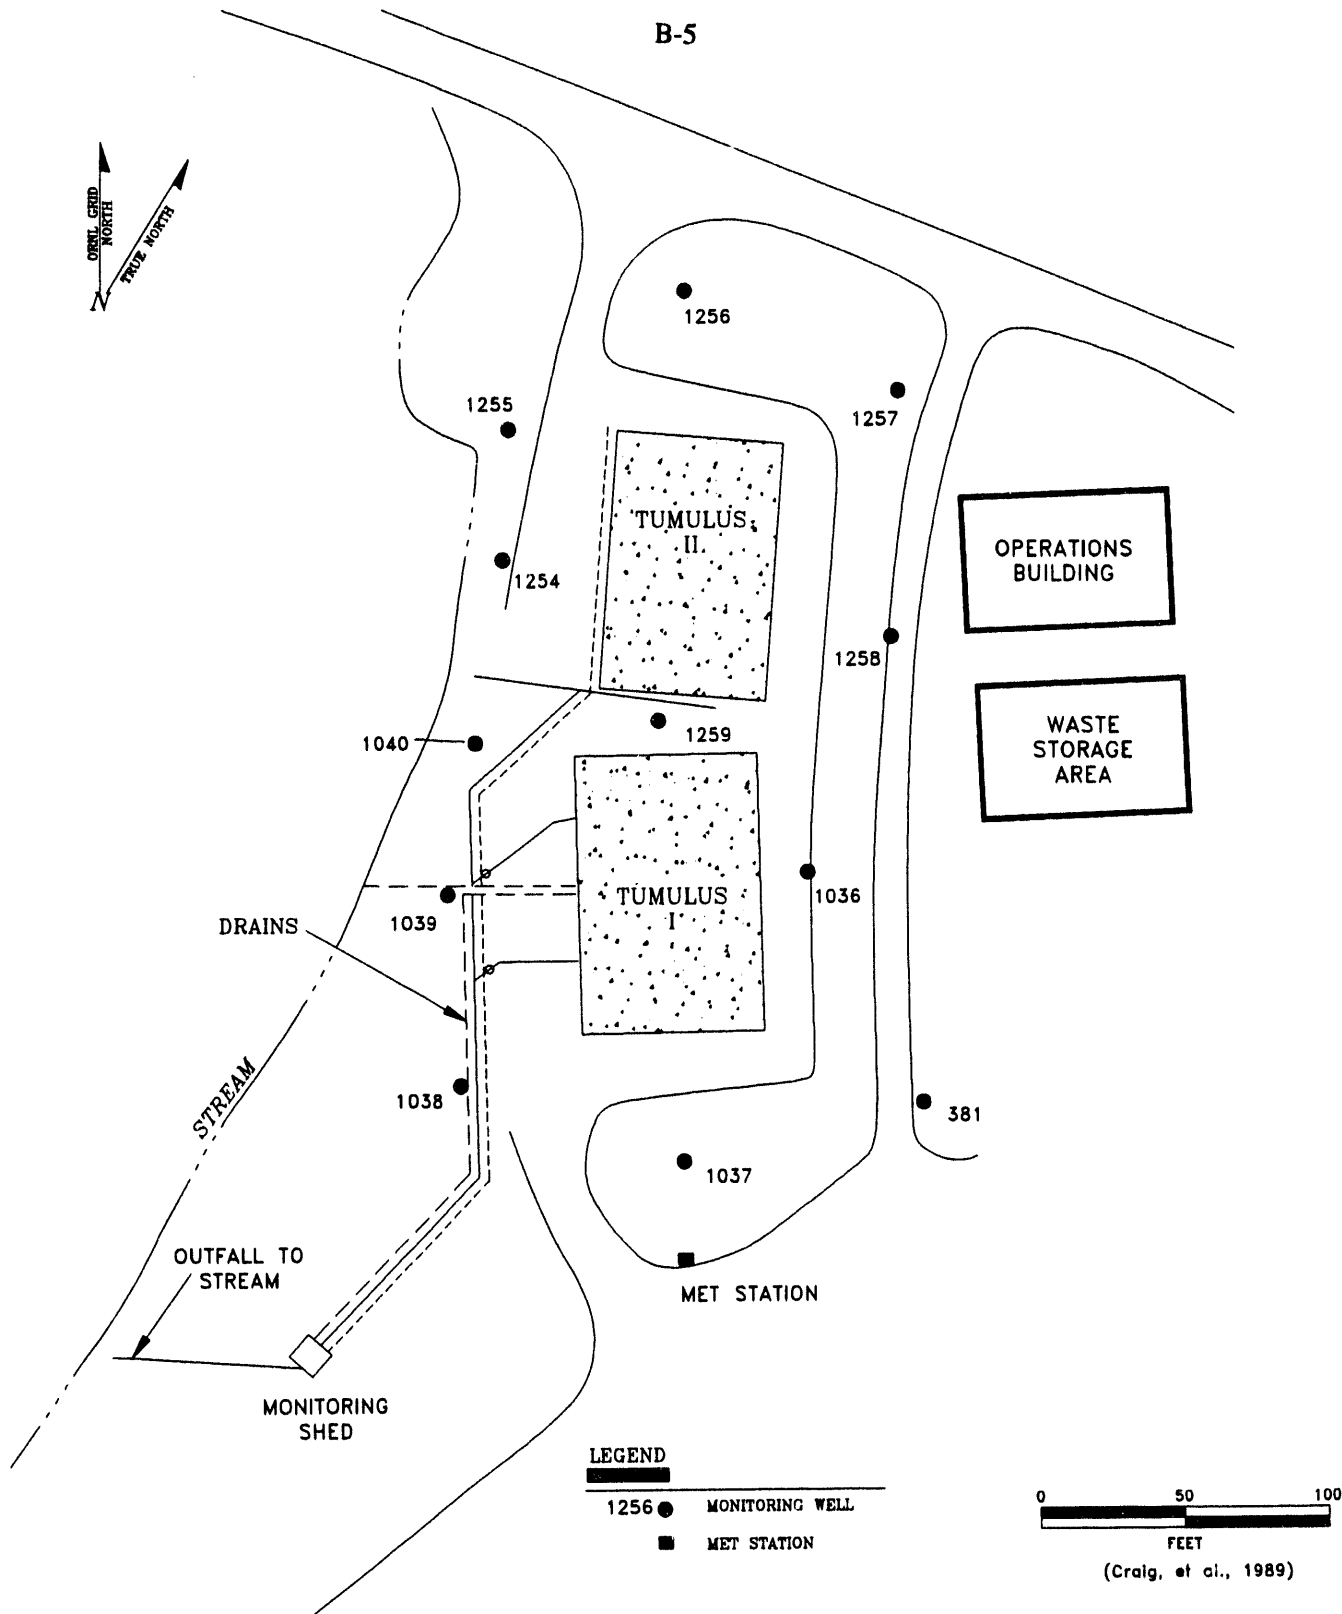 B-5
ORNL GRID
NORTH
TRUE NORTH
N
1256
1257
1255
TUMULUS
II
OPERATIONS
BUILDING
1254
1258
1259
1040
WASTE
STORAGE
AREA
TUMULUS
I
1036
1039
DRAINS
STREAM
1038
381
1037
OUTFALL TO
STREAM
MET STATION
MONITORING
SHED
LEGEND
1256 MONITORING WELL
MET STATION
0 50 100
FEET
(Craig, et al., 1989)